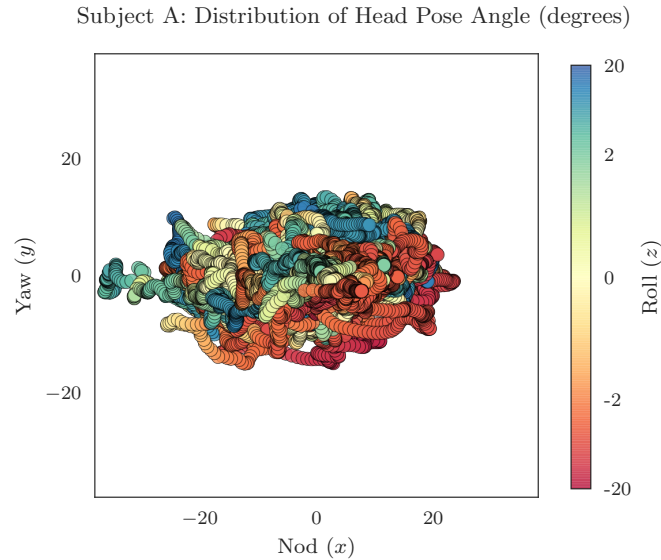 Subject A: Distribution of Head Pose Angle (degrees)
20
0
−20
Yaw (y)
−20
0
20
Nod (x)
20
2
0
-2
-20
Roll (z)